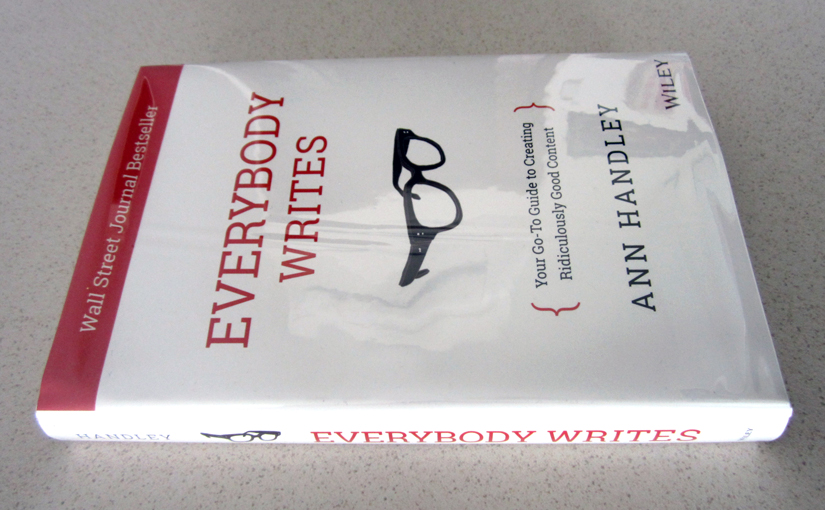 Wall Street Journal Bestseller
EVERYBODY
WRITES
Your Go-To Guide to Creating
Ridiculously Good Content
ANN HANDLEY
WILEY
HANDLEY
EVERYBODY WRITES
WILEY